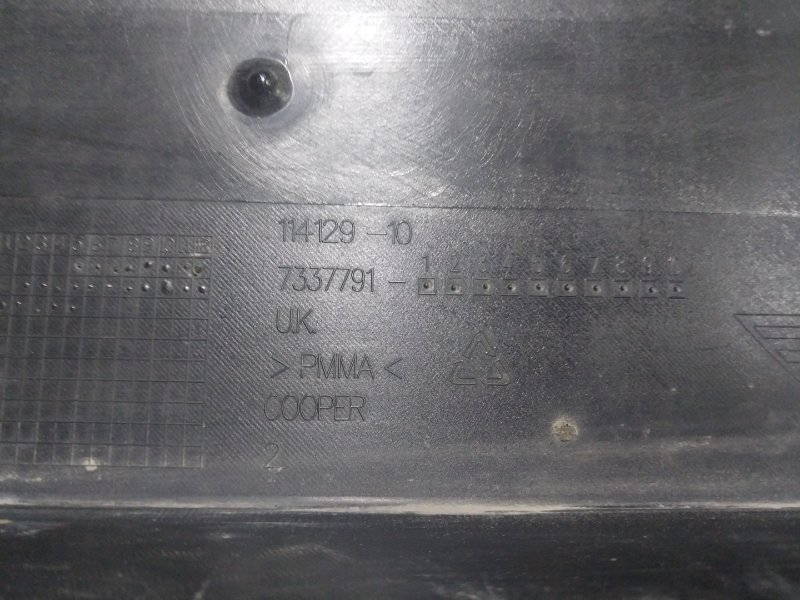 114129-10
1 2 3 4 5 6 7 8 9 1
7337791-
U.K.
>PMMA<
COOPER
2